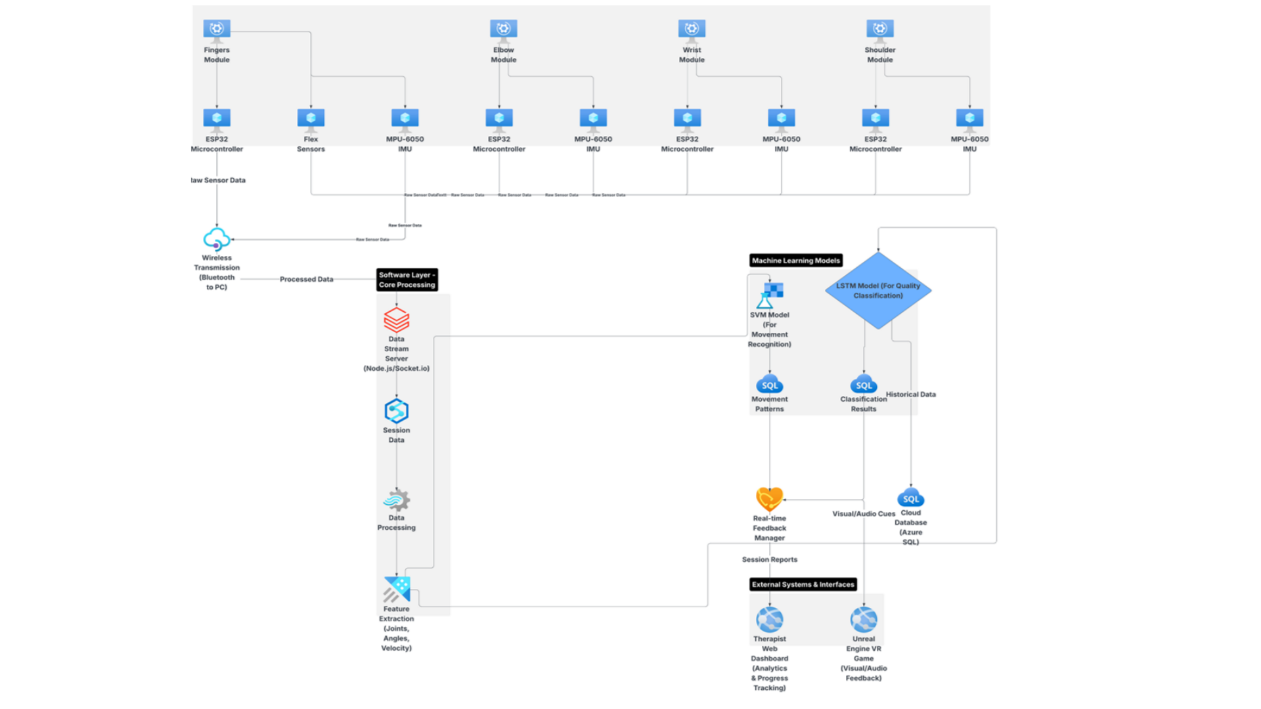 Fingers
Module
Elbow
Module
Wrist
Module
Shoulder
Module
ESP32
Microcontroller
Flex
Sensors
MPU-6050
IMU
ESP32
Microcontroller
MPU-6050
IMU
ESP32
Microcontroller
MPU-6050
IMU
ESP32
Microcontroller
MPU-6050
IMU
Raw Sensor Data
Raw Sensor Data
Raw Sensor Data
Raw Sensor Data
Raw Sensor Data
Raw Sensor Data
Raw Sensor Data
Raw Sensor Data
Wireless
Transmission
(Bluetooth
to PC)
Processed Data
Software Layer -
Core Processing
Data
Stream
Server
(Node.js/Socket.io)
Session
Data
Data
Processing
Feature
Extraction
(Joints,
Angles,
Velocity)
Machine Learning Models
SVM Model
(For
Movement
Recognition)
LSTM Model (For Quality
Classification)
Movement
Patterns
Classification
Results
Historical Data
Real-time
Feedback
Manager
Visual/Audio Cues
Cloud
Database
(Azure
SQL)
Session Reports
External Systems & Interfaces
Therapist
Web
Dashboard
(Analytics
& Progress
Tracking)
Unreal
Engine VR
Game
(Visual/Audio
Feedback)
SQL
SQL
SQL